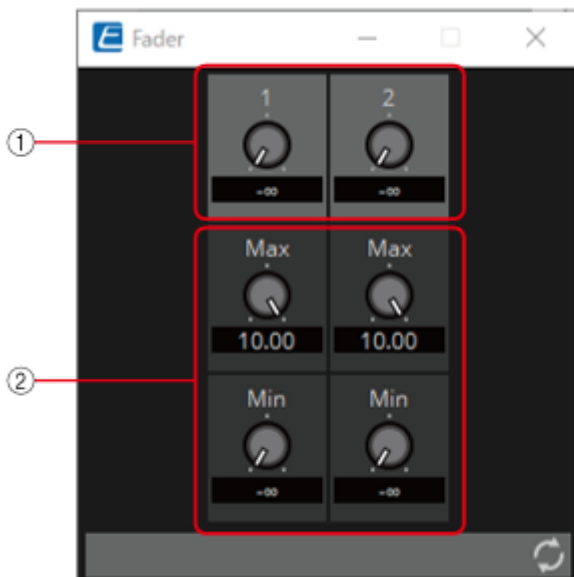 E Fader
1 2
①
-∞ -∞
Max Max
10.00 10.00
②
Min Min
-∞ -∞